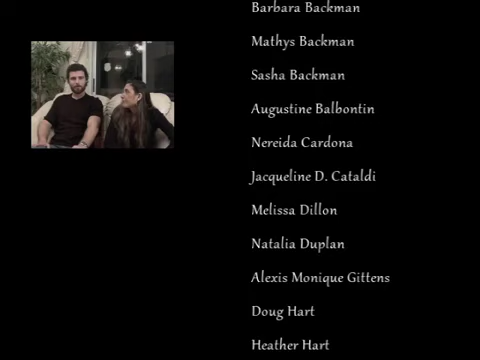 Barbara Backman
Mathys Backman
Sasha Backman
Augustine Balbontin
Nereida Cardona
Jacqueline D. Cataldi
Melissa Dillon
Natalia Duplan
Alexis Monique Gittens
Doug Hart
Heather Hart